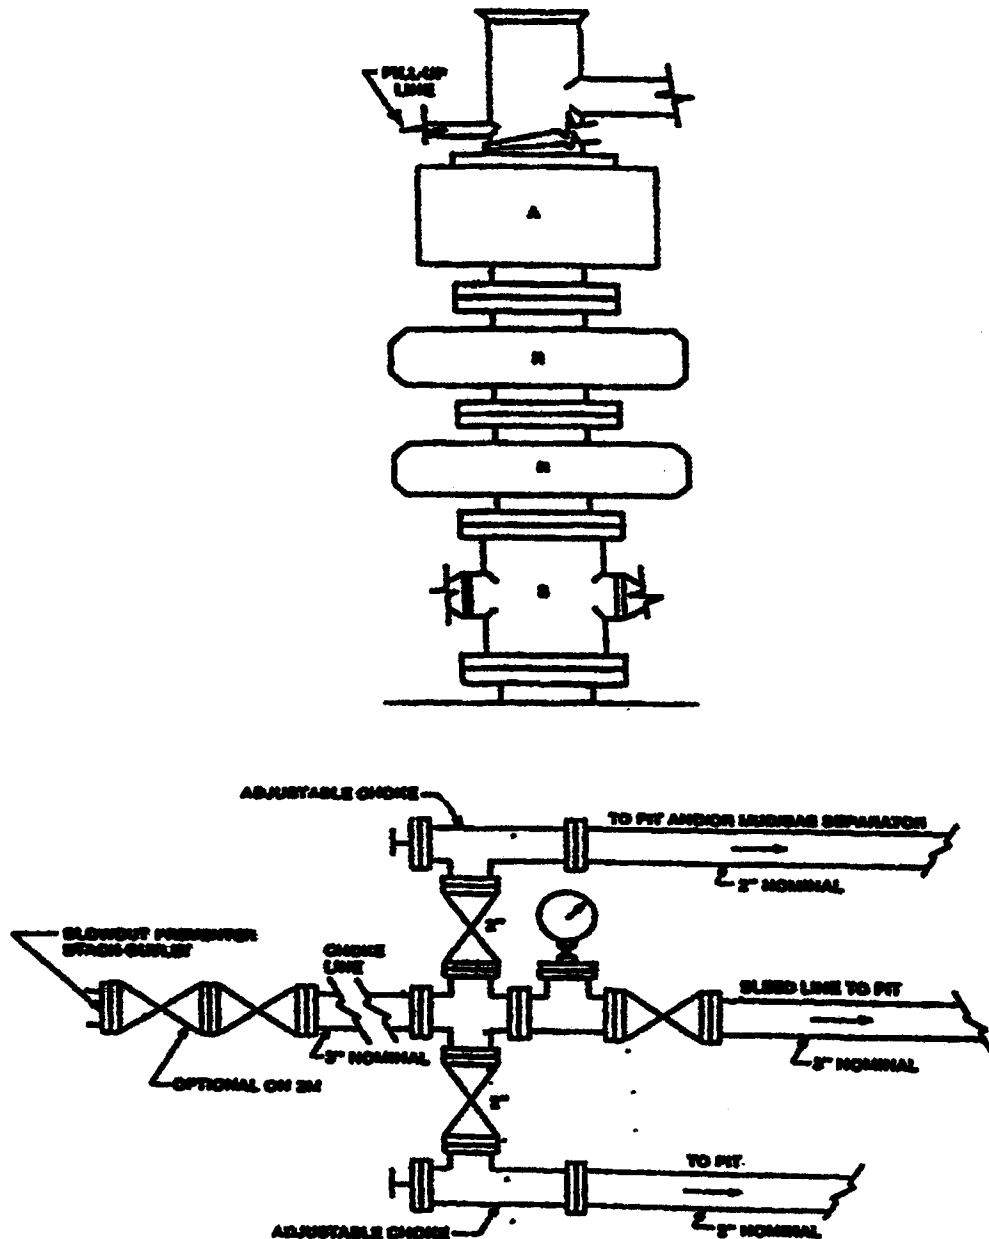 FILL-UP
LINE
A
R
R
S
ADJUSTABLE CHOKE
TO PIT AND/OR MUD/GAS SEPARATOR
2" NOMINAL
2"
BLOWOUT PREVENTOR
STACK OUTLET
CHOKE
LINE
BLEED LINE TO PIT
3" NOMINAL
3" NOMINAL
OPTIONAL ON 2M
2"
TO PIT
2" NOMINAL
ADJUSTABLE CHOKE